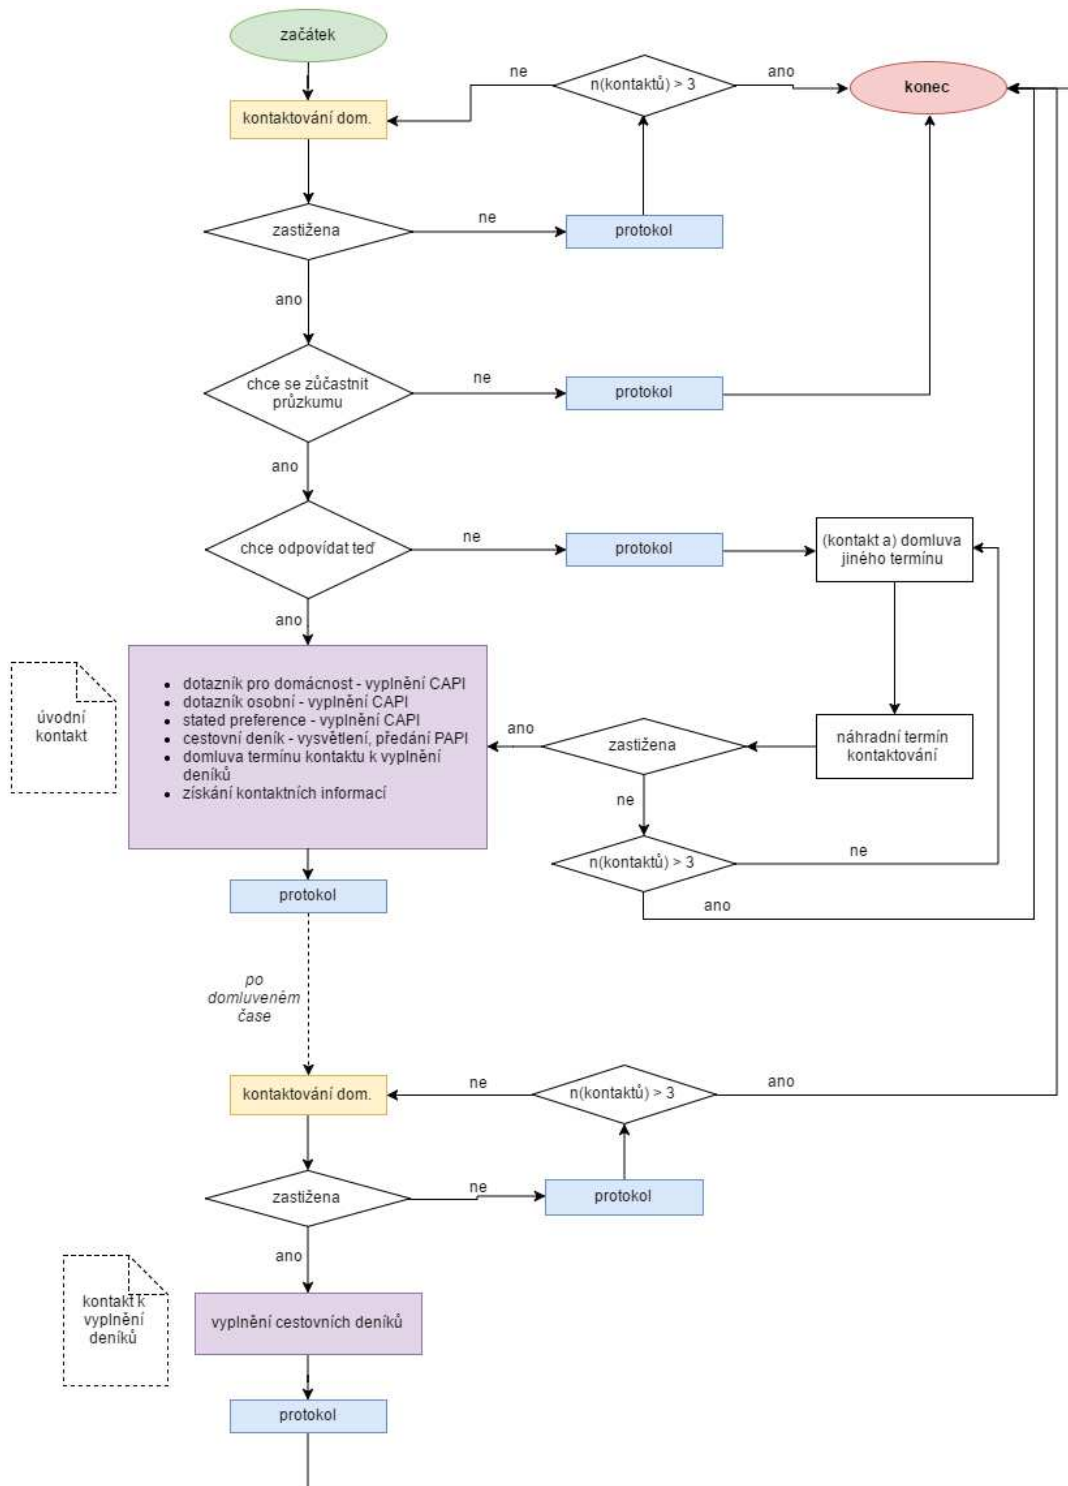 začátek
ne
n(kontaktů) > 3
ano
konec
kontaktování dom.
zastižena
ne
protokol
ano
chce se zůčastnit
průzkumu
ne
protokol
ano
chce odpovídat teď
ne
protokol
(kontakt a) domluva
jiného termínu
ano
úvodní
kontakt
• dotazník pro domácnost - vyplnění CAPI
• dotazník osobní - vyplnění CAPI
• stated preference - vyplnění CAPI
• cestovní deník - vysvětlení, předání PAPI
• domluva termínu kontaktu k vyplnění
deníků
• získání kontaktních informací
ano
zastižena
náhradní termín
kontaktování
ne
n(kontaktů) > 3
ne
ano
protokol
po
domluveném
čase
kontaktování dom.
ne
n(kontaktů) > 3
ano
zastižena
ne
protokol
ano
kontakt k
vyplnění
deníků
vyplnění cestovních deníků
protokol